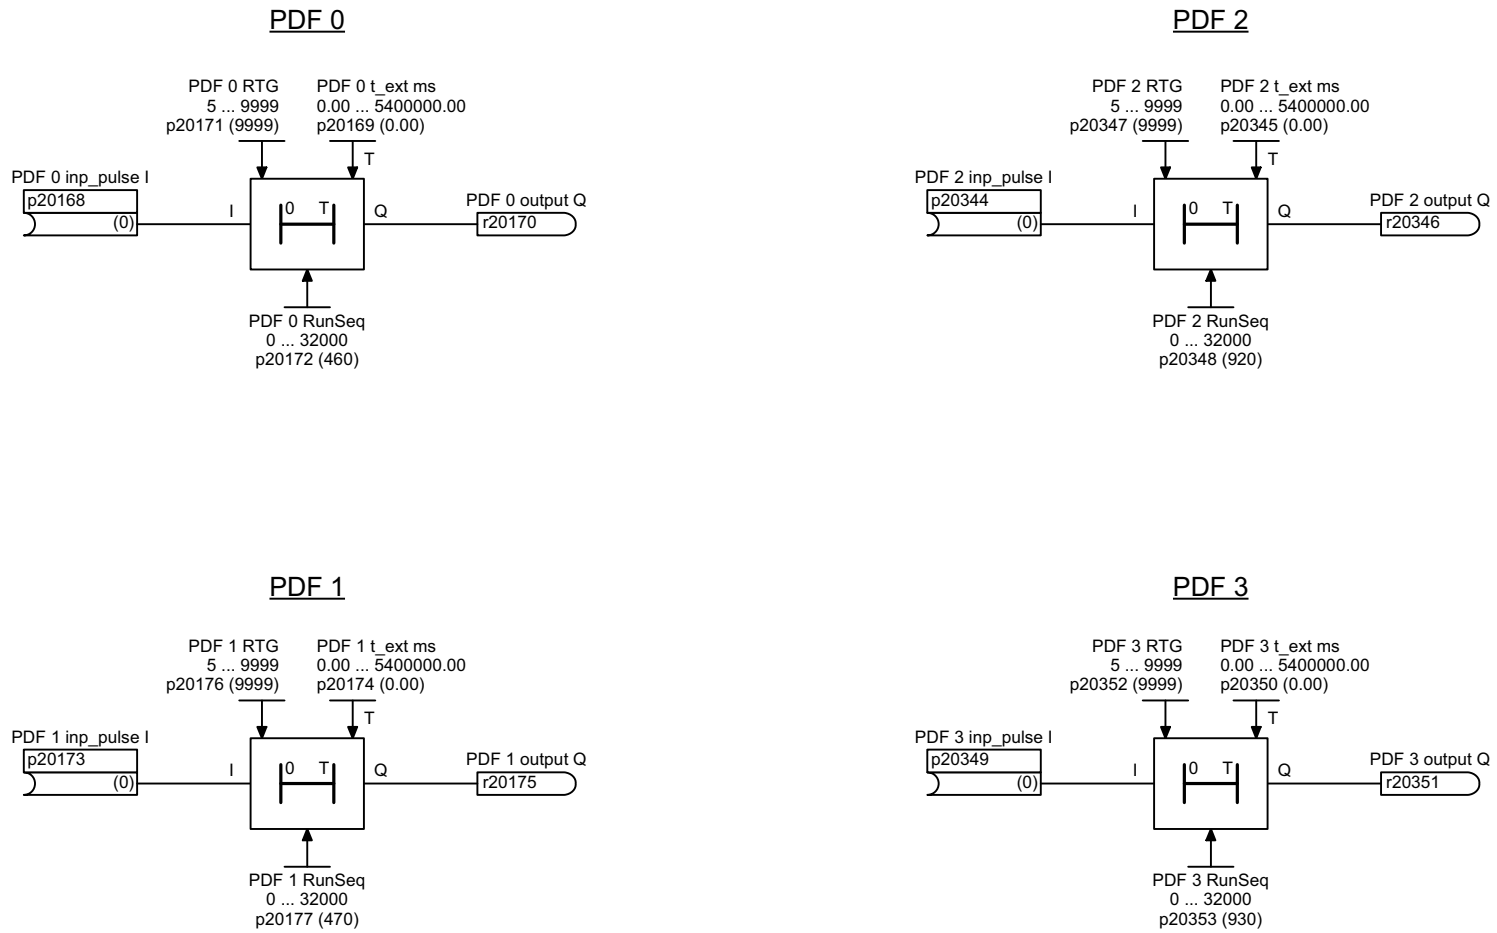 PDF 0
PDF 0 RTG
5 ... 9999
p20171 (9999)
PDF 0 t_ext ms
0.00 ... 5400000.00
p20169 (0.00)
T
PDF 0 inp_pulse I
p20168
(0)
I
0 T
Q
PDF 0 output Q
r20170
PDF 0 RunSeq
0 ... 32000
p20172 (460)
PDF 2
PDF 2 RTG
5 ... 9999
p20347 (9999)
PDF 2 t_ext ms
0.00 ... 5400000.00
p20345 (0.00)
T
PDF 2 inp_pulse I
p20344
(0)
I
0 T
Q
PDF 2 output Q
r20346
PDF 2 RunSeq
0 ... 32000
p20348 (920)
PDF 1
PDF 1 RTG
5 ... 9999
p20176 (9999)
PDF 1 t_ext ms
0.00 ... 5400000.00
p20174 (0.00)
T
PDF 1 inp_pulse I
p20173
(0)
I
0 T
Q
PDF 1 output Q
r20175
PDF 1 RunSeq
0 ... 32000
p20177 (470)
PDF 3
PDF 3 RTG
5 ... 9999
p20352 (9999)
PDF 3 t_ext ms
0.00 ... 5400000.00
p20350 (0.00)
T
PDF 3 inp_pulse I
p20349
(0)
I
0 T
Q
PDF 3 output Q
r20351
PDF 3 RunSeq
0 ... 32000
p20353 (930)